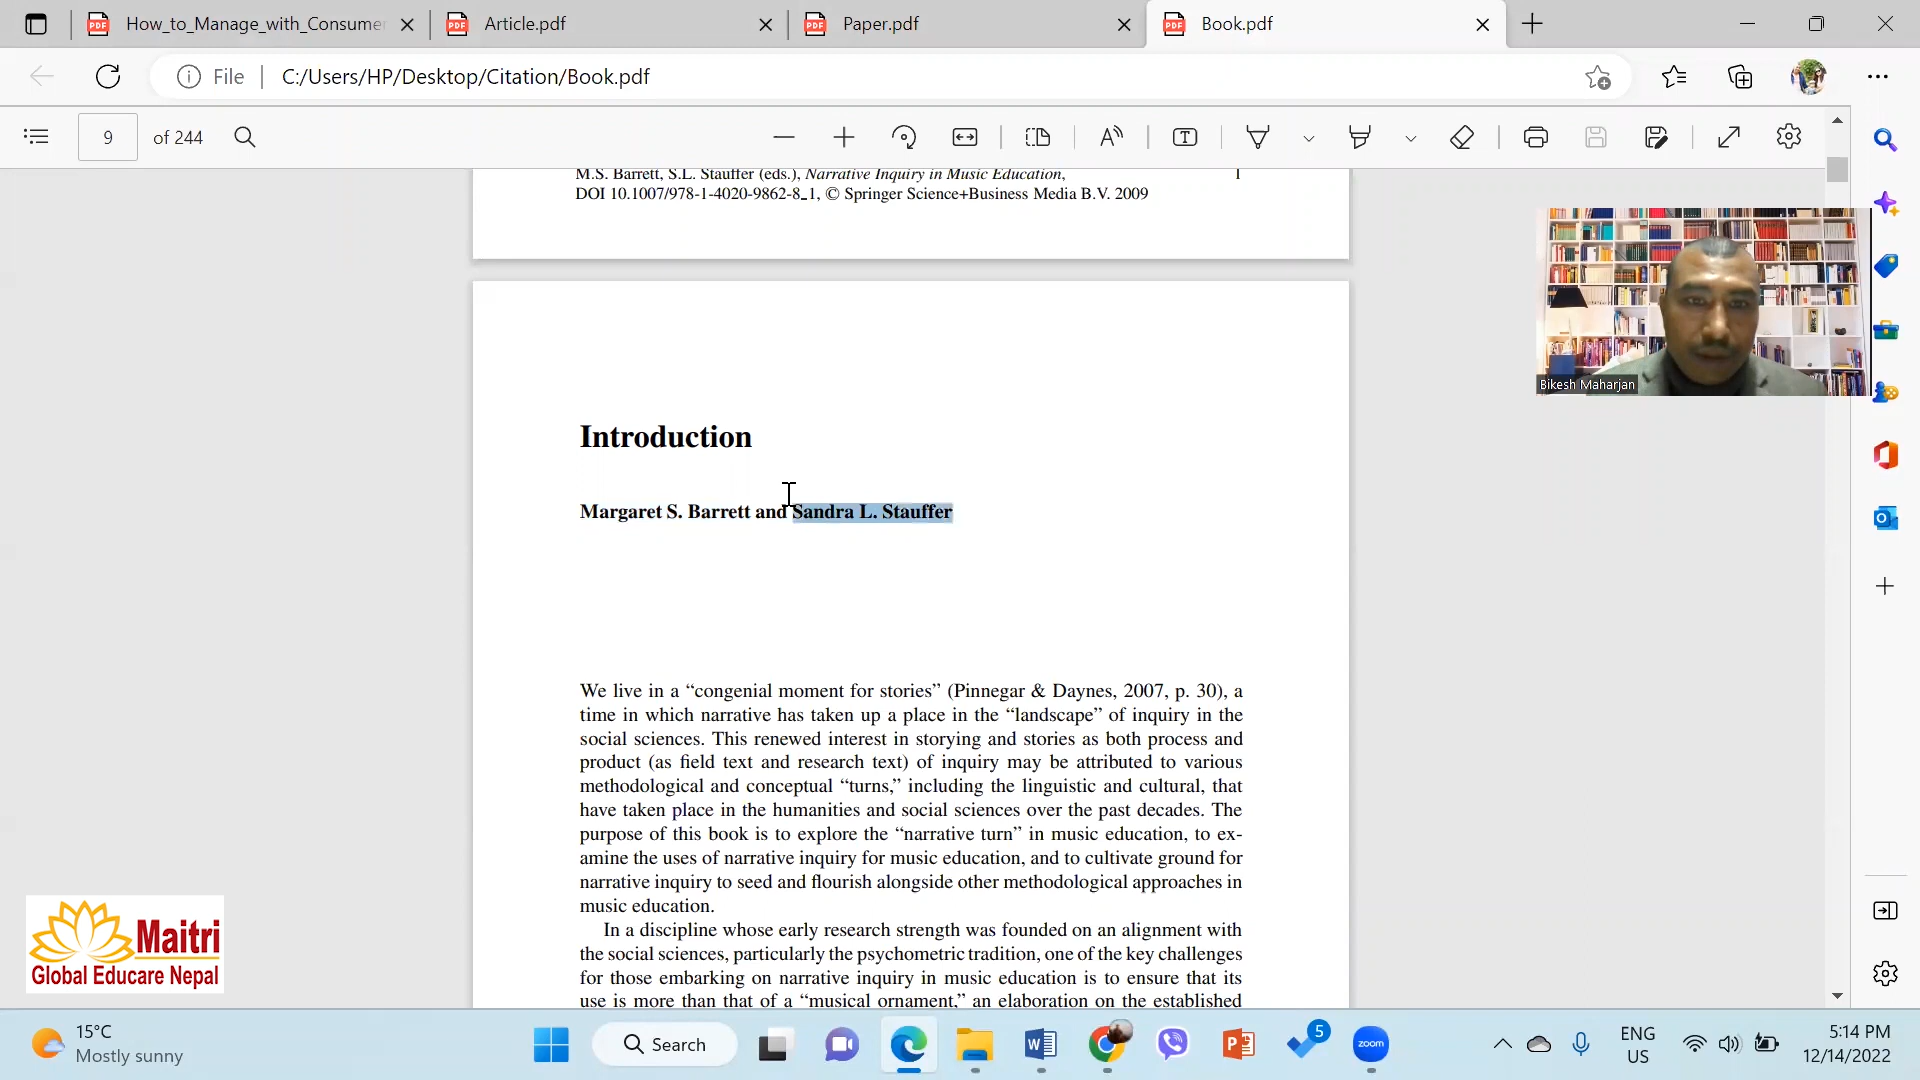 How_to_Manage_with_Consumer
Article.pdf
Paper.pdf
Book.pdf
File
C:/Users/HP/Desktop/Citation/Book.pdf
9 of 244
M.S. Barrett, S.L. Stauffer (eds.), Narrative Inquiry in Music Education, 1
DOI 10.1007/978-1-4020-9862-8_1, © Springer Science+Business Media B.V. 2009
Bikesh Maharjan
Introduction
Margaret S. Barrett and Sandra L. Stauffer
We live in a “congenial moment for stories” (Pinnegar & Daynes, 2007, p. 30), a
time in which narrative has taken up a place in the “landscape” of inquiry in the
social sciences. This renewed interest in storying and stories as both process and
product (as field text and research text) of inquiry may be attributed to various
methodological and conceptual “turns,” including the linguistic and cultural, that
have taken place in the humanities and social sciences over the past decades. The
purpose of this book is to explore the “narrative turn” in music education, to ex-
amine the uses of narrative inquiry for music education, and to cultivate ground for
narrative inquiry to seed and flourish alongside other methodological approaches in
music education.
In a discipline whose early research strength was founded on an alignment with
the social sciences, particularly the psychometric tradition, one of the key challenges
for those embarking on narrative inquiry in music education is to ensure that its
use is more than that of a “musical ornament,” an elaboration on the established
Maitri
Global Educare Nepal
15°C
Mostly sunny
Search
5
zoom
ENG
US
5:14 PM
12/14/2022